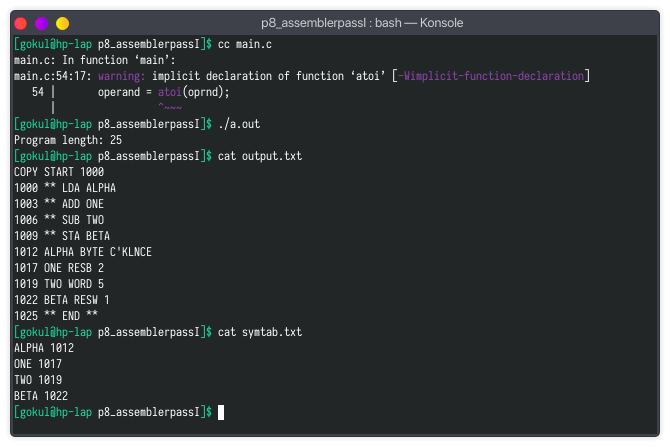 p8_assemblerpassI : bash — Konsole
[gokul@hp-lap p8_assemblerpassI]$ cc main.c
main.c: In function ‘main’:
main.c:54:17: warning: implicit declaration of function ‘atoi’ [-Wimplicit-function-declaration]
   54 |       operand = atoi(oprnd);
      |                 ^~~~
[gokul@hp-lap p8_assemblerpassI]$ ./a.out
Program length: 25
[gokul@hp-lap p8_assemblerpassI]$ cat output.txt
COPY START 1000
1000 ** LDA ALPHA
1003 ** ADD ONE
1006 ** SUB TWO
1009 ** STA BETA
1012 ALPHA BYTE C'KLNCE
1017 ONE RESB 2
1019 TWO WORD 5
1022 BETA RESW 1
1025 ** END **
[gokul@hp-lap p8_assemblerpassI]$ cat symtab.txt
ALPHA 1012
ONE 1017
TWO 1019
BETA 1022
[gokul@hp-lap p8_assemblerpassI]$